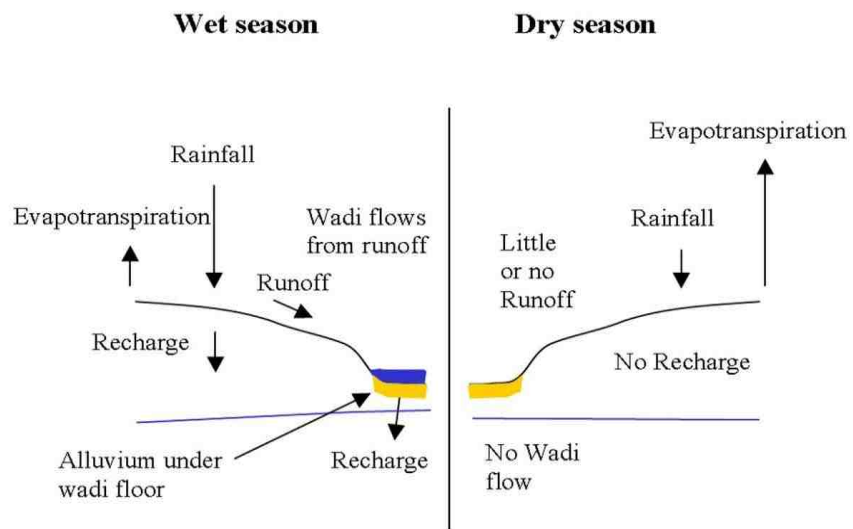 Wet season
Dry season
Rainfall
Evapotranspiration
Wadi flows
from runoff
Runoff
Recharge
Alluvium under
wadi floor
Recharge
Evapotranspiration
Rainfall
Little
or no
Runoff
No Recharge
No Wadi
flow